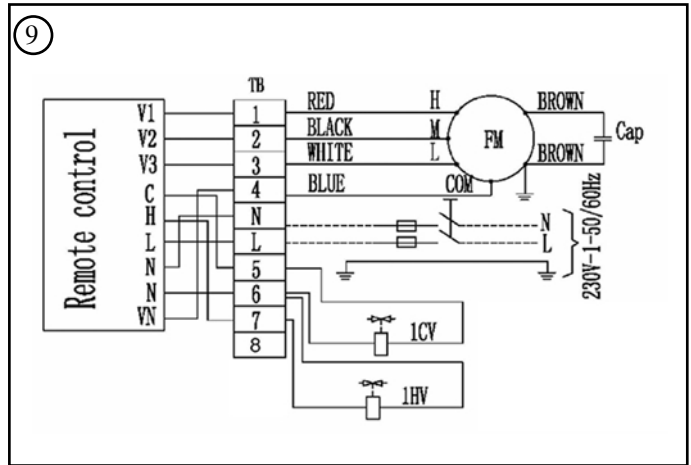 9
TB
Remote control
V1
V2
V3
C
H
L
N
N
VN
1
2
3
4
N
L
5
6
7
8
RED H BROWN
BLACK M FM Cap
WHITE L BROWN
BLUE COM
N
L
230V-1-50/60Hz
1CV
1HV